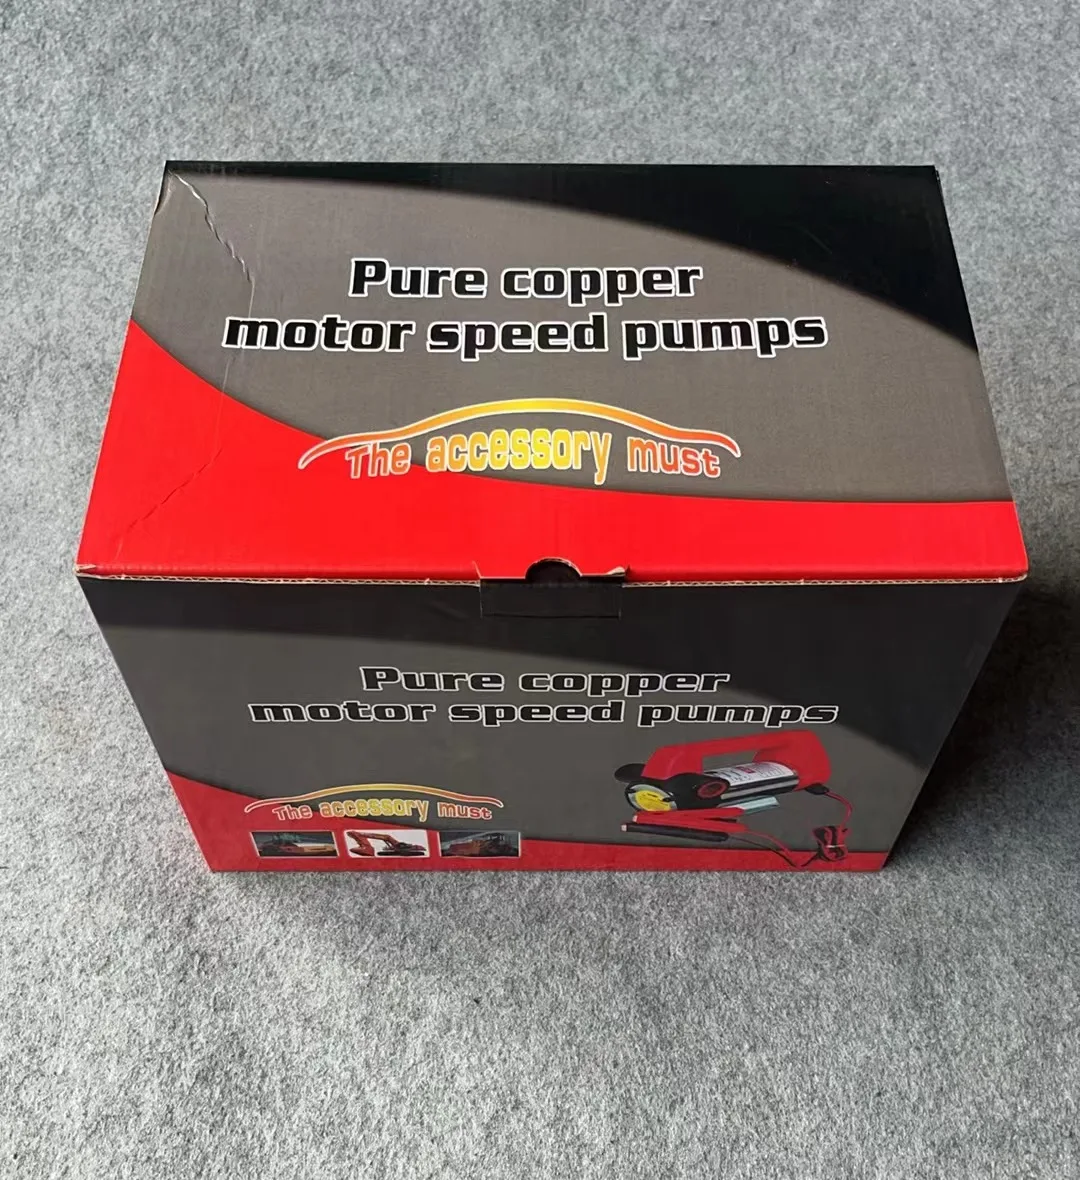 Pure copper
motor speed pumps
The accessory must
Pure copper
motor speed pumps
The accessory must